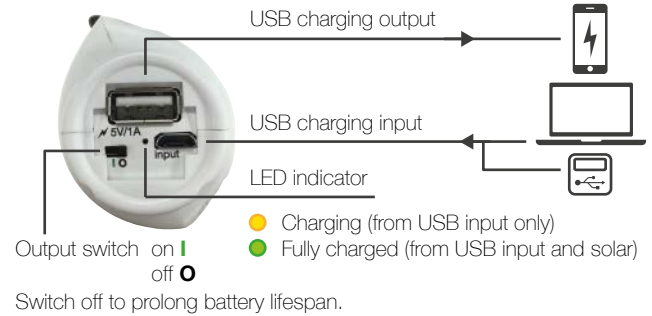 USB charging output
5V/1A
USB charging input
input
I O
LED indicator
Charging (from USB input only)
Output switch on I
Fully charged (from USB input and solar)
off O
Switch off to prolong battery lifespan.